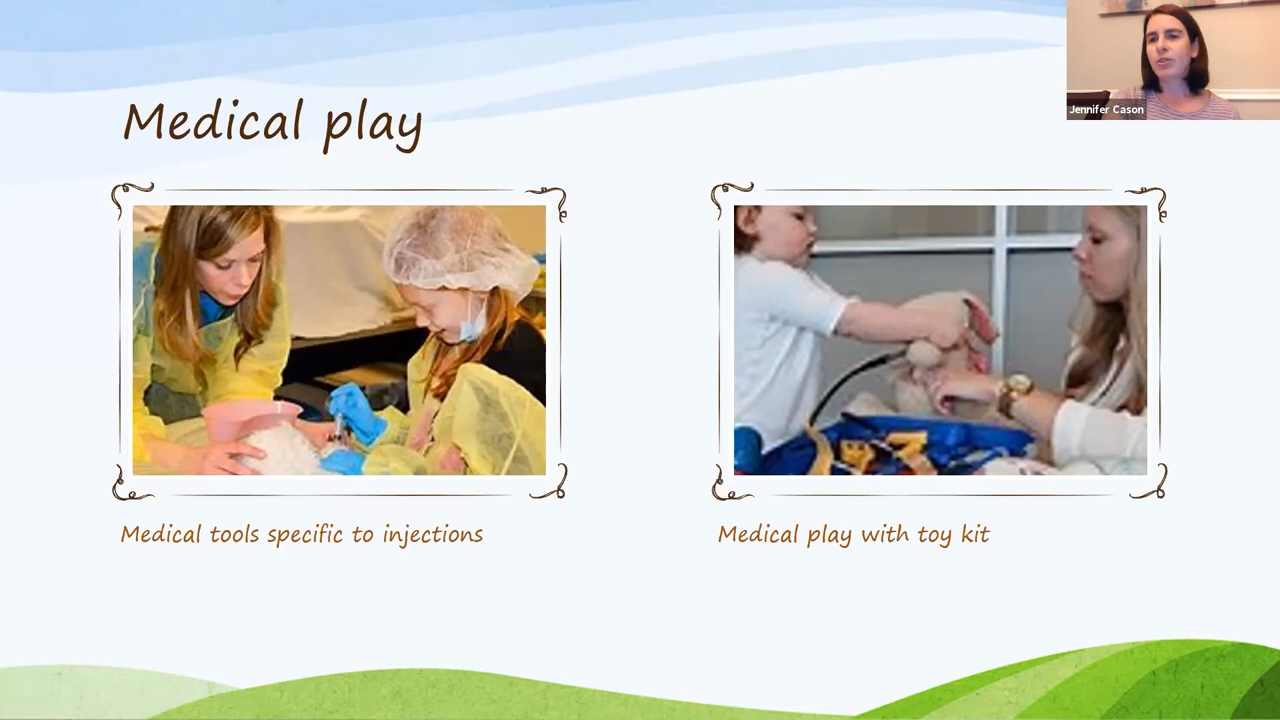 Medical play
Jennifer Cason
Medical tools specific to injections
Medical play with toy kit